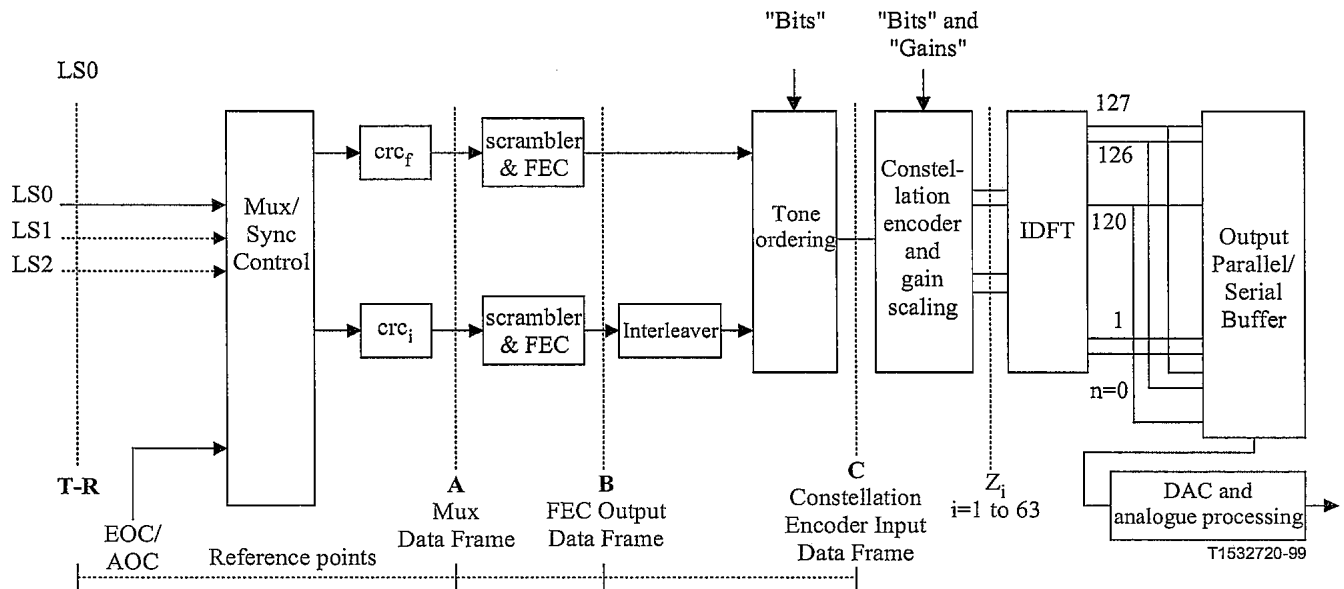 "Bits"
"Bits" and
"Gains"
LS0
127
crc_f
scrambler
& FEC
126
Constel-
lation
encoder
and
gain
scaling
LS0
LS1
LS2
Mux/
Sync
Control
Tone
ordering
IDFT
120
Output
Parallel/
Serial
Buffer
crc_i
scrambler
& FEC
Interleaver
1
n=0
T-R
A
Mux
Data Frame
B
FEC Output
Data Frame
C
Constellation
Encoder Input
Data Frame
Z_i
i=1 to 63
DAC and
analogue processing
EOC/
AOC
Reference points
T1532720-99